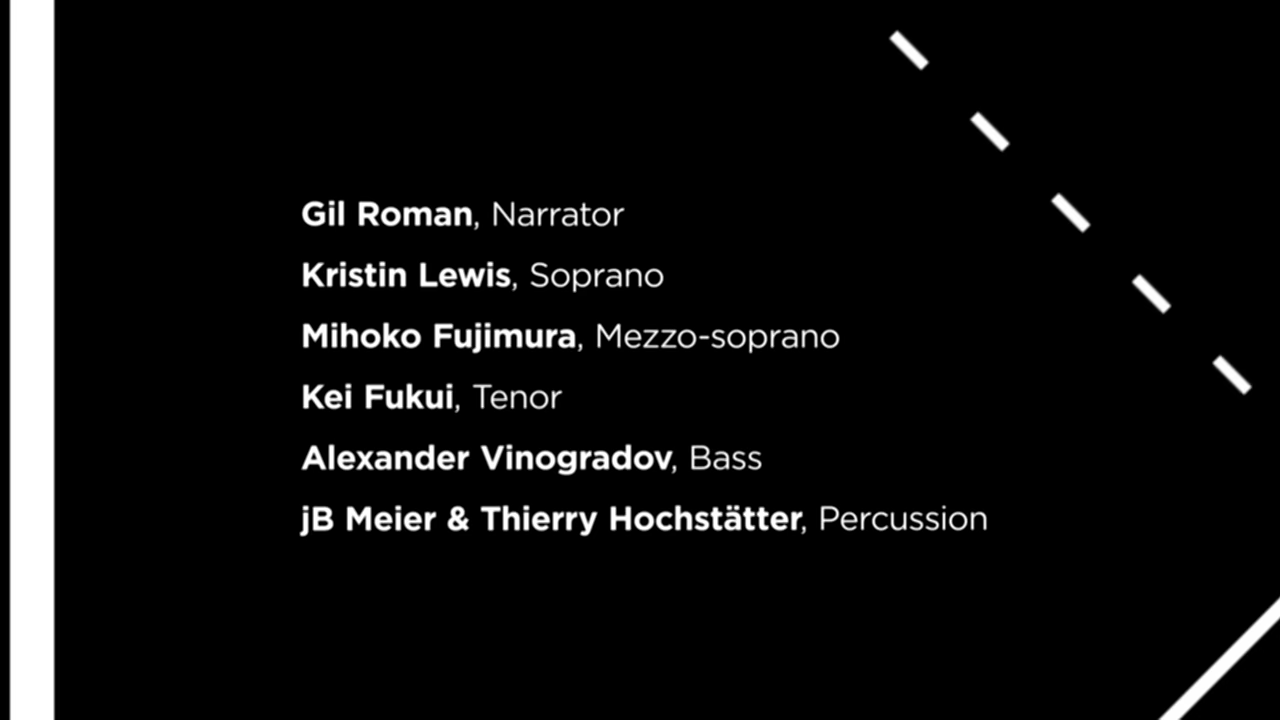 Gil Roman, Narrator
Kristin Lewis, Soprano
Mihoko Fujimura, Mezzo-soprano
Kei Fukui, Tenor
Alexander Vinogradov, Bass
jB Meier & Thierry Hochstätter, Percussion